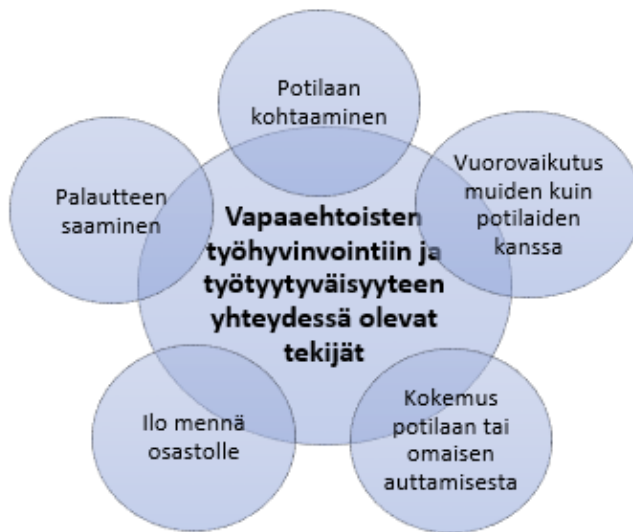 Potilaan
kohtaaminen
Palautteen
saaminen
Vuorovaikutus
muiden kuin
potilaiden
kanssa
Vapaaehtoisten
työhyvinvointiin ja
työtyytyväisyyteen
yhteydessä olevat
tekijät
Ilo mennä
osastolle
Kokemus
potilaan tai
omaisen
auttamisesta